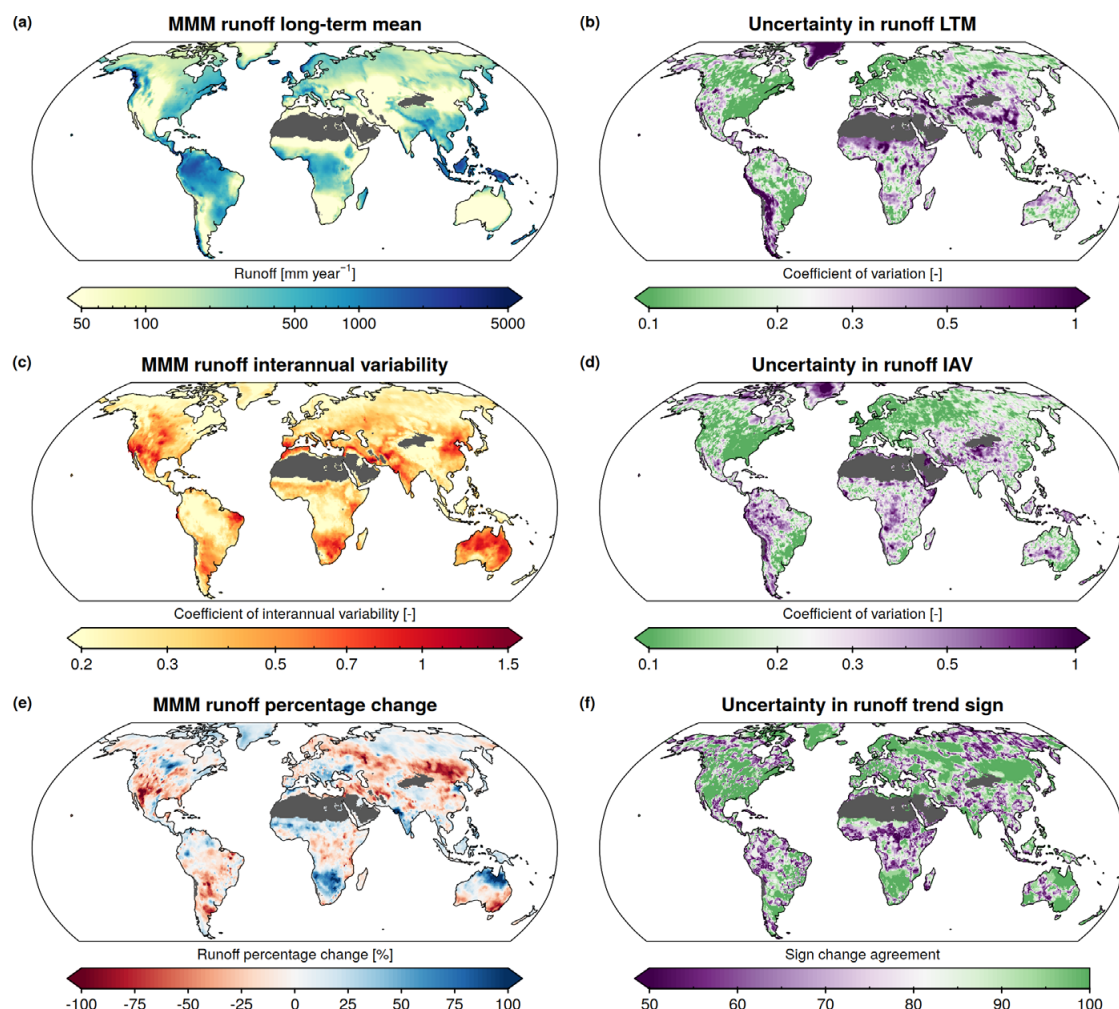 (a) MMM runoff long-term mean
Runoff [mm year⁻¹]
50 100 500 1000 5000
(b) Uncertainty in runoff LTM
Coefficient of variation [-]
0.1 0.2 0.3 0.5 1
(c) MMM runoff interannual variability
Coefficient of interannual variability [-]
0.2 0.3 0.5 0.7 1 1.5
(d) Uncertainty in runoff IAV
Coefficient of variation [-]
0.1 0.2 0.3 0.5 1
(e) MMM runoff percentage change
Runoff percentage change [%]
-100 -75 -50 -25 0 25 50 75 100
(f) Uncertainty in runoff trend sign
Sign change agreement
50 60 70 80 90 100